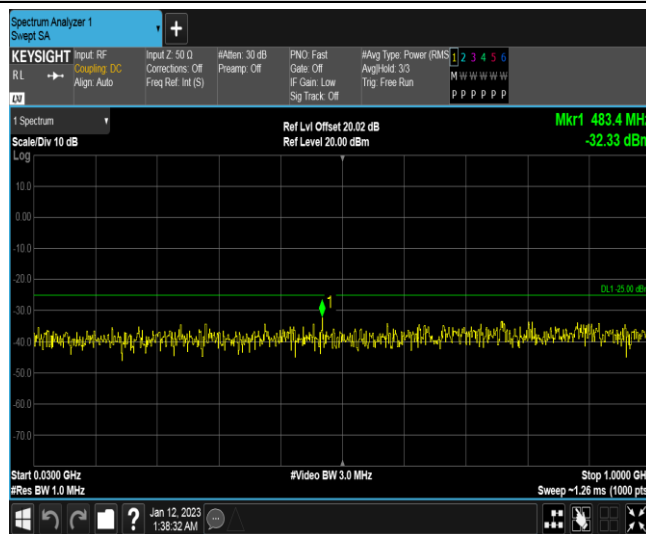 Spectrum Analyzer 1
Swept SA
+
KEYSIGHT
RL
LXI
Input: RF
Coupling: DC
Align: Auto
Input Z: 50 Ω
Corrections: Off
Freq Ref: Int (S)
#Atten: 30 dB
Preamp: Off
PNO: Fast
Gate: Off
IF Gain: Low
Sig Track: Off
#Avg Type: Power (RMS
Avg|Hold: 3/3
Trig: Free Run
1 2 3 4 5 6
M W W W W W
P P P P P P
1 Spectrum
Scale/Div 10 dB
Log
Ref Lvl Offset 20.02 dB
Ref Level 20.00 dBm
Mkr1 483.4 MHz
-32.33 dBm
10.0
0.00
-10.0
-20.0
DL1 -25.00 dBm
1
-30.0
-40.0
-50.0
-60.0
-70.0
Start 0.0300 GHz
#Res BW 1.0 MHz
#Video BW 3.0 MHz
Stop 1.0000 GH
Sweep ~1.26 ms (1000 pts
?
Jan 12, 2023
1:38:32 AM